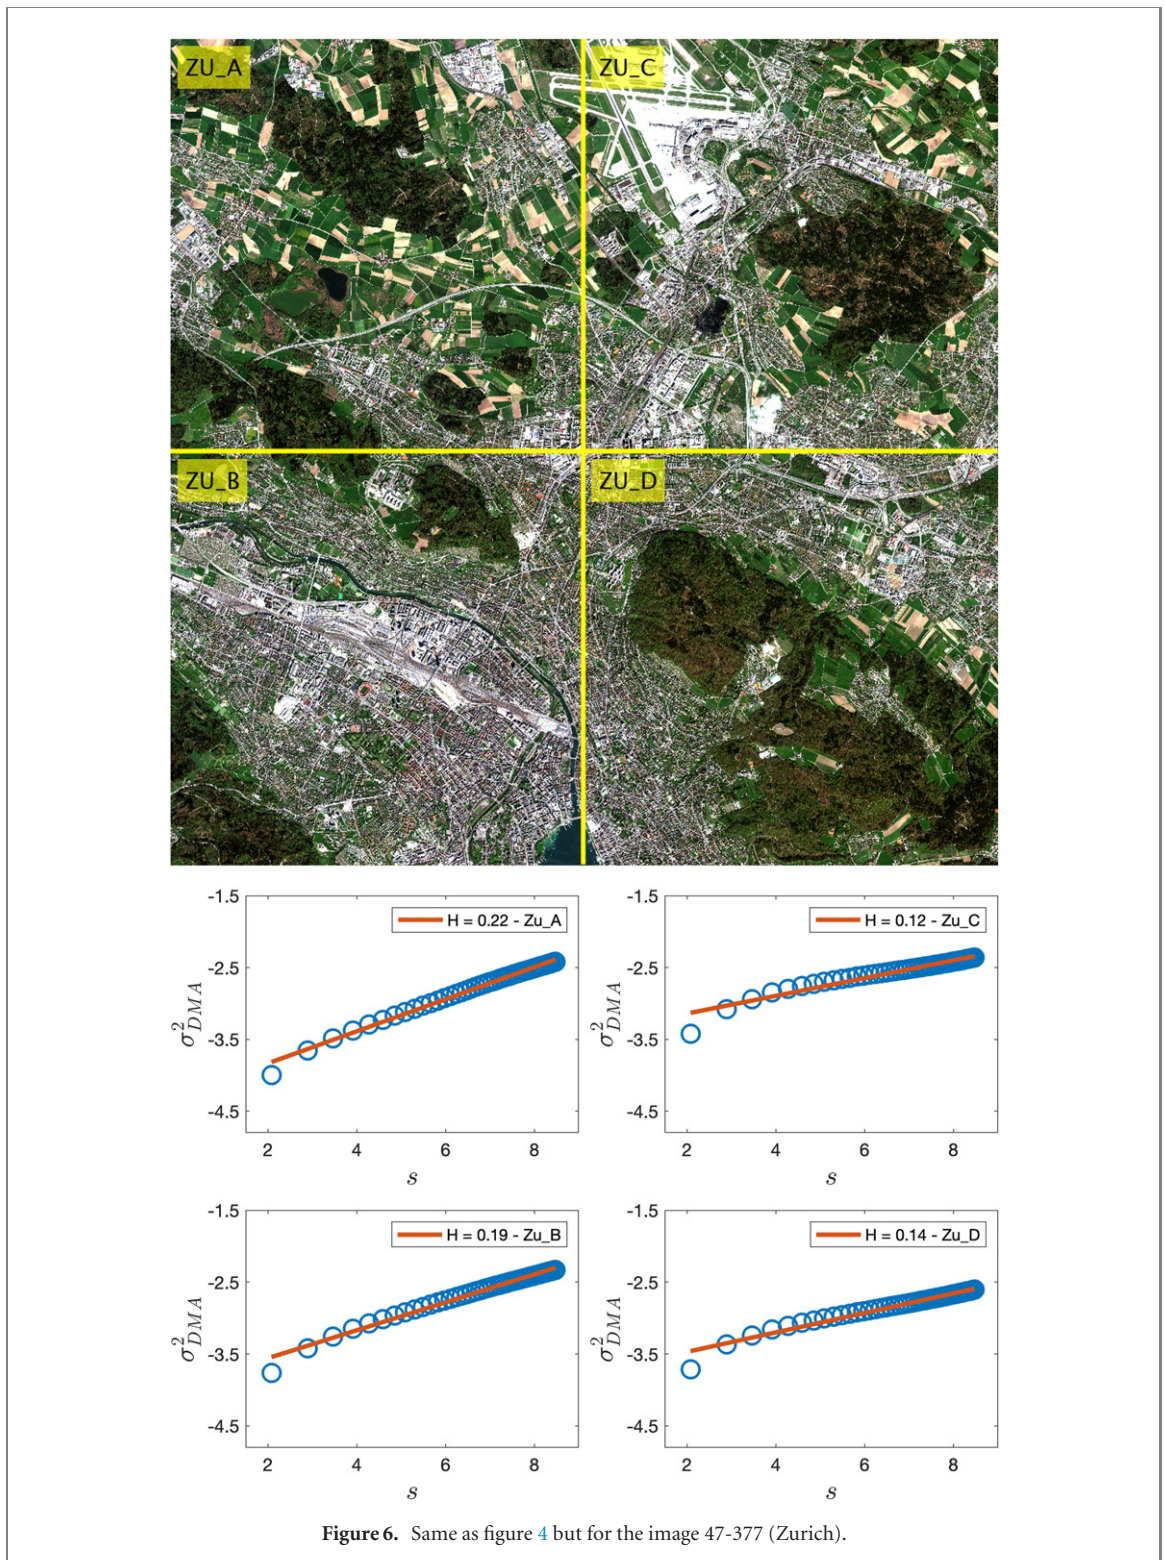 ZU_A
ZU_C
ZU_B
ZU_D
-1.5
-2.5
-3.5
-4.5
σ²DMA
H = 0.22 - Zu_A
2 4 6 8
s
-1.5
-2.5
-3.5
-4.5
σ²DMA
H = 0.12 - Zu_C
2 4 6 8
s
-1.5
-2.5
-3.5
-4.5
σ²DMA
H = 0.19 - Zu_B
2 4 6 8
s
-1.5
-2.5
-3.5
-4.5
σ²DMA
H = 0.14 - Zu_D
2 4 6 8
s
Figure 6. Same as figure 4 but for the image 47-377 (Zurich).